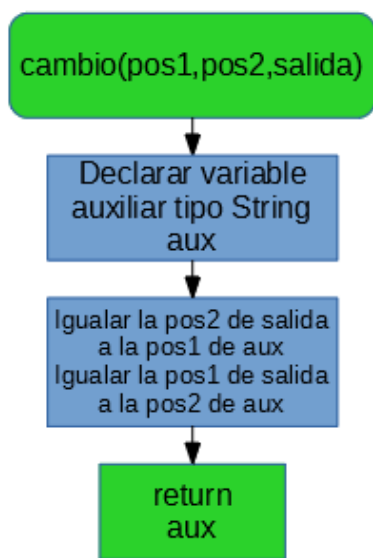 cambio(pos1,pos2,salida)
Declarar variable
auxiliar tipo String
aux
Igualar la pos2 de salida
a la pos1 de aux
Igualar la pos1 de salida
a la pos2 de aux
return
aux